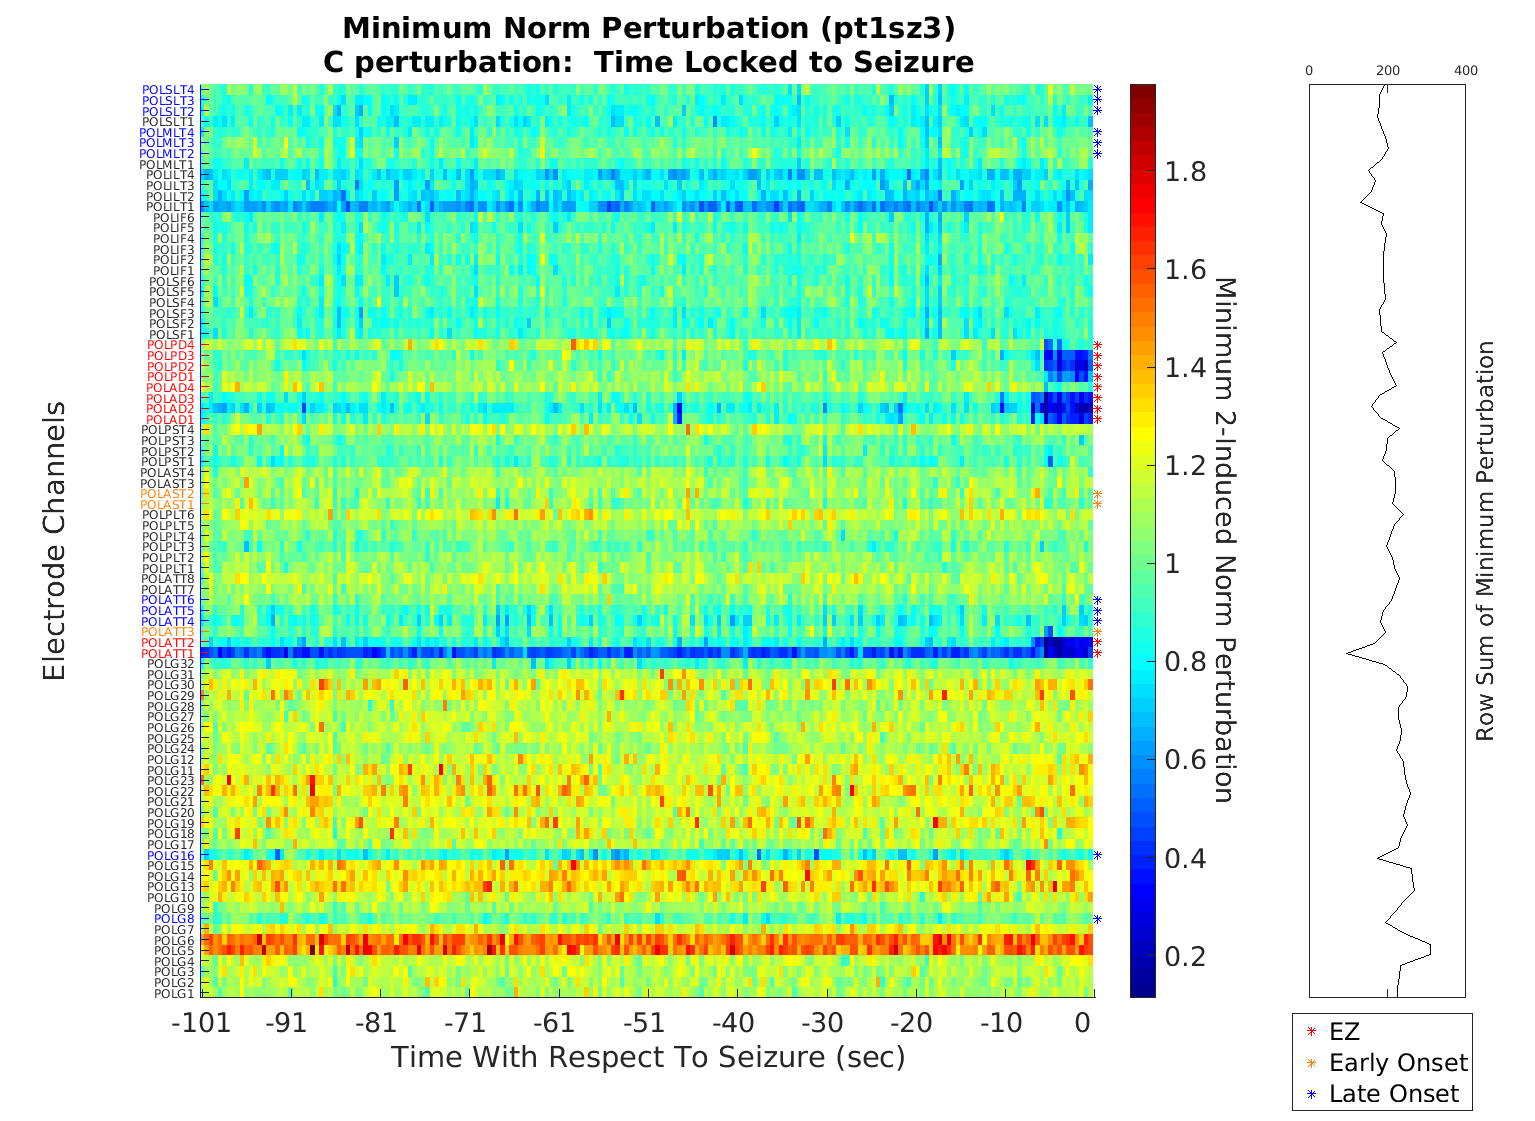 Minimum Norm Perturbation (pt1sz3)
C perturbation:  Time Locked to Seizure
Electrode Channels
POLSLT4
POLSLT3
POLSLT2
POLSLT1
POLMLT4
POLMLT3
POLMLT2
POLMLT1
POLILT4
POLILT3
POLILT2
POLILT1
POLIF6
POLIF5
POLIF4
POLIF3
POLIF2
POLIF1
POLSF6
POLSF5
POLSF4
POLSF3
POLSF2
POLSF1
POLPD4
POLPD3
POLPD2
POLPD1
POLAD4
POLAD3
POLAD2
POLAD1
POLPST4
POLPST3
POLPST2
POLPST1
POLAST4
POLAST3
POLAST2
POLAST1
POLPLT6
POLPLT5
POLPLT4
POLPLT3
POLPLT2
POLPLT1
POLATT8
POLATT7
POLATT6
POLATT5
POLATT4
POLATT3
POLATT2
POLATT1
POLG32
POLG31
POLG30
POLG29
POLG28
POLG27
POLG26
POLG25
POLG24
POLG12
POLG11
POLG23
POLG22
POLG21
POLG20
POLG19
POLG18
POLG17
POLG16
POLG15
POLG14
POLG13
POLG10
POLG9
POLG8
POLG7
POLG6
POLG5
POLG4
POLG3
POLG2
POLG1
-101 -91 -81 -71 -61 -51 -40 -30 -20 -10 0
Time With Respect To Seizure (sec)
1.8
1.6
1.4
1.2
1
0.8
0.6
0.4
0.2
Minimum 2-Induced Norm Perturbation
0 200 400
Row Sum of Minimum Perturbation
EZ
Early Onset
Late Onset